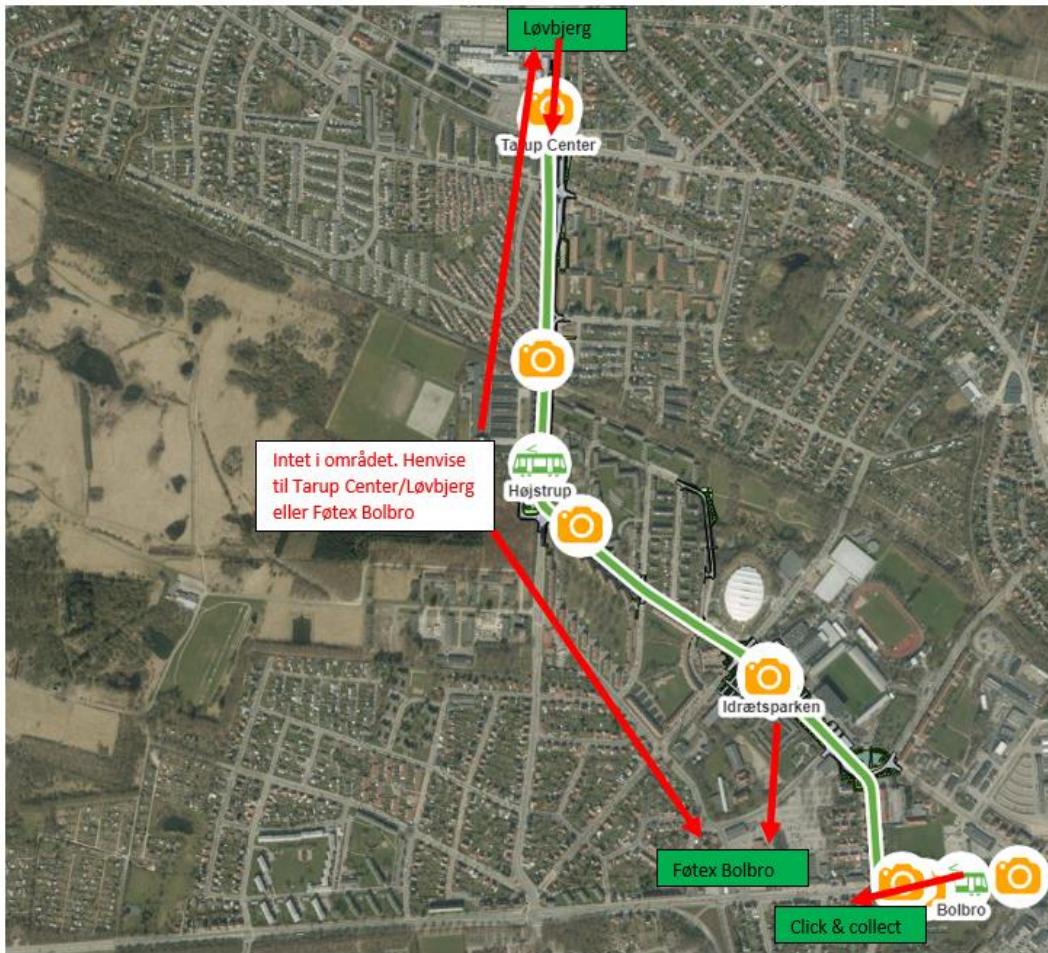 Løvbjerg
Tarup Center
Intet i området. Henvise
til Tarup Center/Løvbjerg
eller Føtex Bolbro
Højstrup
Idrætsparken
Føtex Bolbro
Bolbro
Click & collect